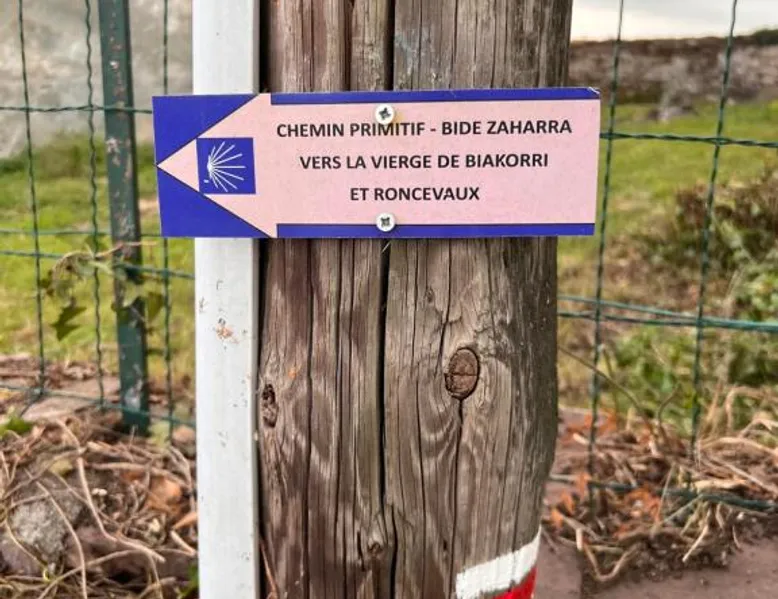 CHEMIN PRIMITIF - BIDE ZAHARRA
VERS LA VIERGE DE BIAKORRI
ET RONCEVAUX